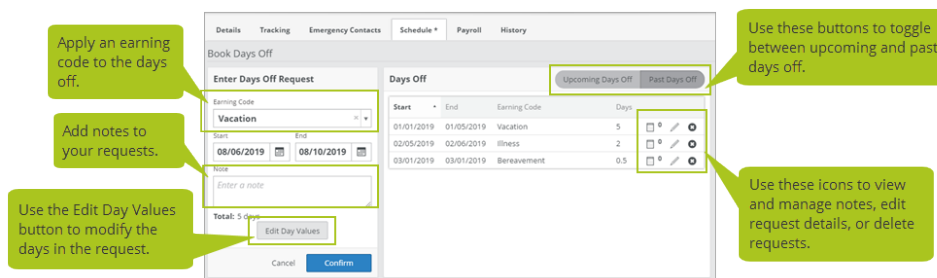 Apply an earning
code to the days
off.
Add notes to
your requests.
Use the Edit Day Values
button to modify the
days in the request.
Details Tracking Emergency Contacts Schedule * Payroll History
Book Days Off
Enter Days Off Request
Earning Code
Vacation
Start End
08/06/2019 08/10/2019
Note
Enter a note
Total: 5 days
Edit Day Values
Cancel Confirm
Days Off Upcoming Days Off Past Days Off
Start End Earning Code Days
01/01/2019 01/05/2019 Vacation 5 0
02/05/2019 02/06/2019 Illness 2 0
03/01/2019 03/01/2019 Bereavement 0.5 0
Use these buttons to toggle
between upcoming and past
days off.
Use these icons to view
and manage notes, edit
request details, or delete
requests.